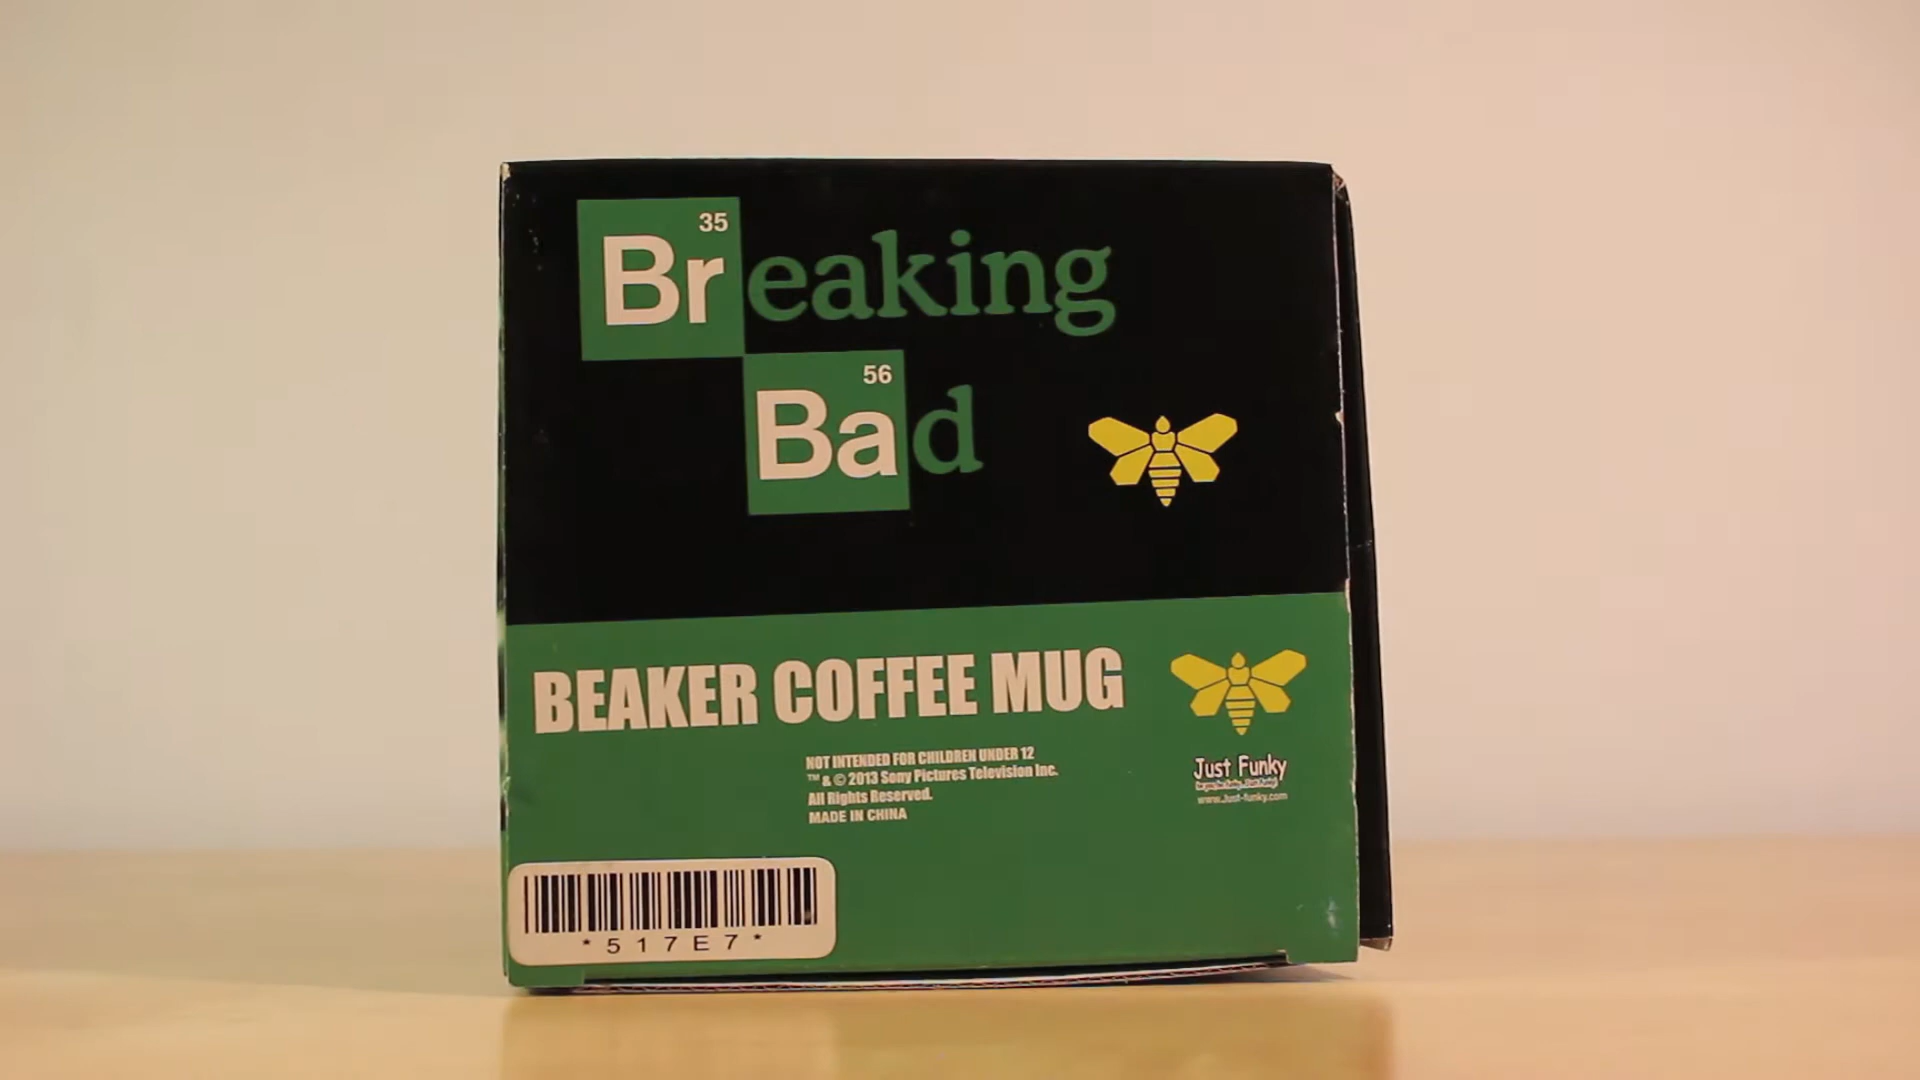 35
Breaking
56
Bad
BEAKER COFFEE MUG
NOT INTENDED FOR CHILDREN UNDER 12
™ & © 2013 Sony Pictures Television Inc.
All Rights Reserved.
MADE IN CHINA
Just Funky
www.Just-funky.com
*517E7*